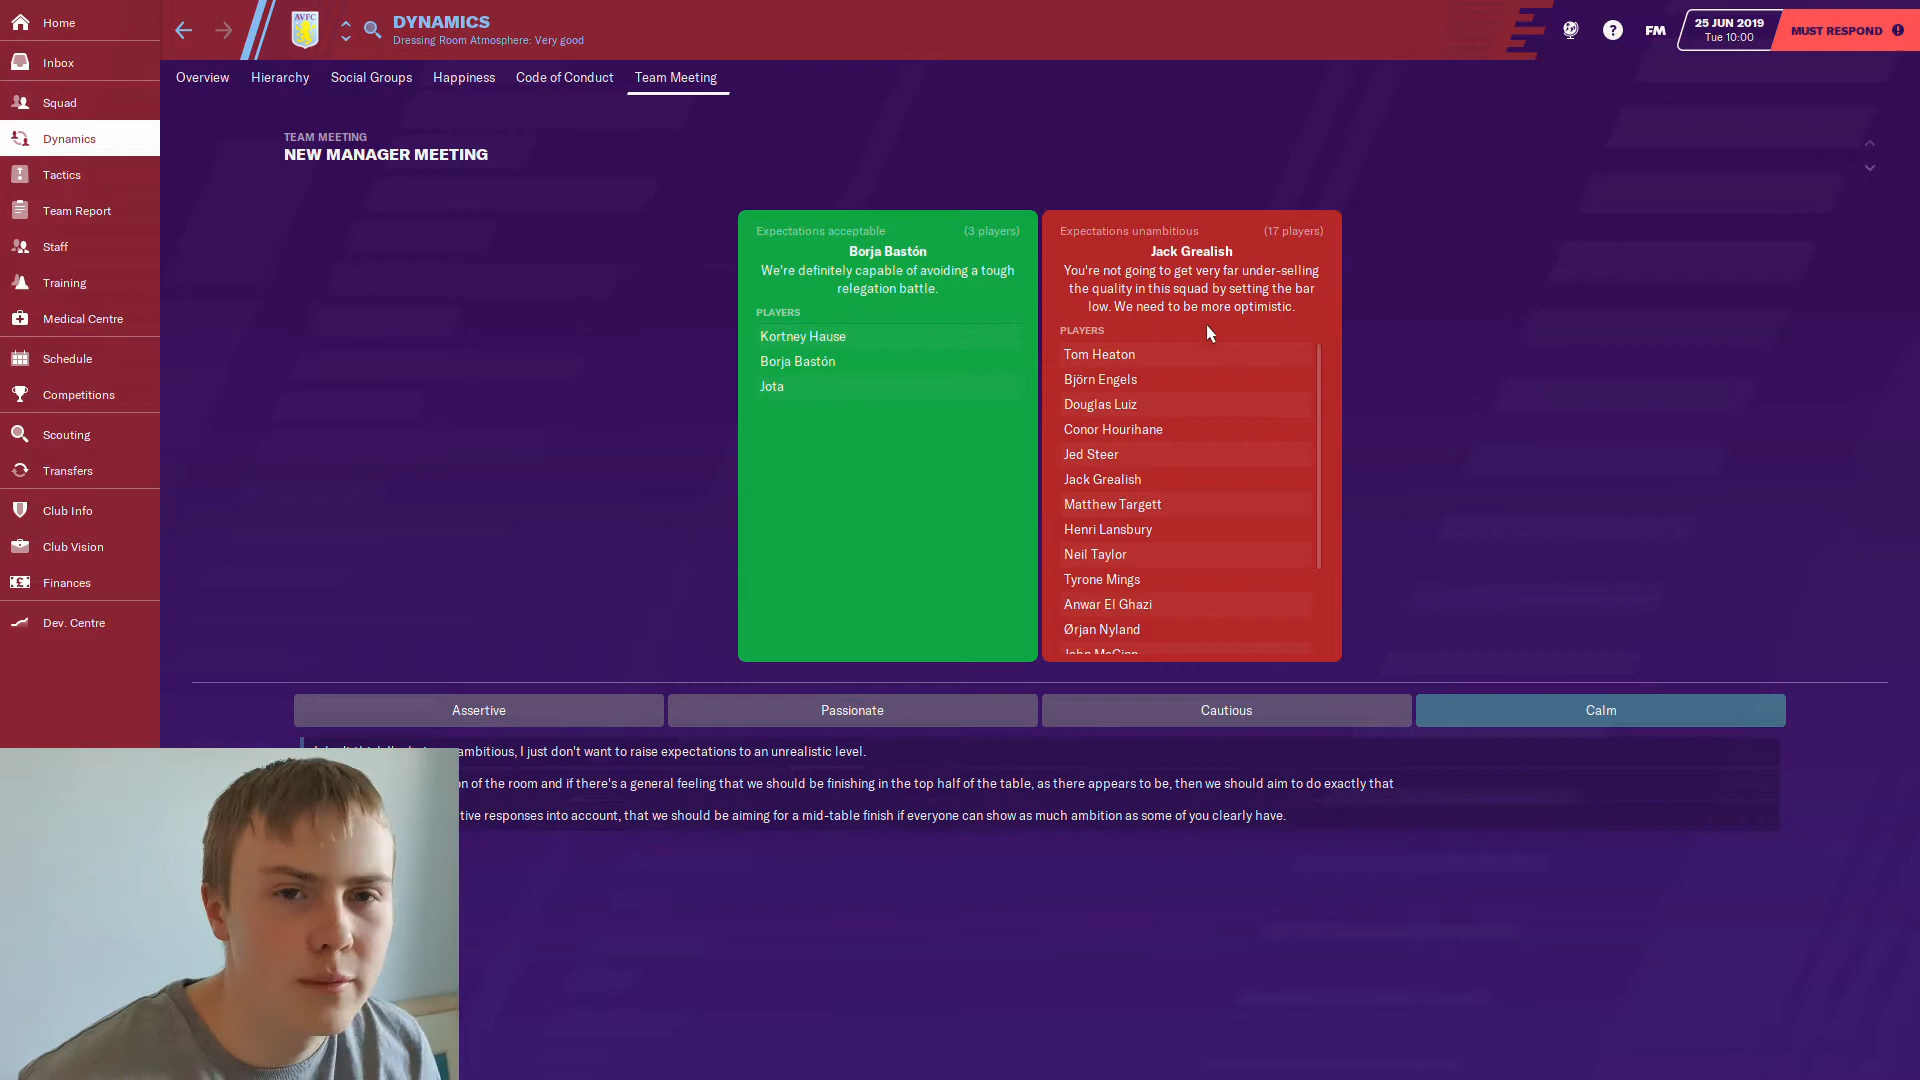 Home
Inbox
Squad
Dynamics
Tactics
Team Report
Staff
Training
Medical Centre
Schedule
Competitions
Scouting
Transfers
Club Info
Club Vision
Finances
Dev. Centre
AVFC
DYNAMICS
Dressing Room Atmosphere: Very good
?
FM
25 JUN 2019
Tue 10:00
MUST RESPOND
Overview
Hierarchy
Social Groups
Happiness
Code of Conduct
Team Meeting
TEAM MEETING
NEW MANAGER MEETING
Expectations acceptable (3 players)
Borja Bastón
We're definitely capable of avoiding a tough
relegation battle.
PLAYERS
Kortney Hause
Borja Bastón
Jota
Expectations unambitious (17 players)
Jack Grealish
You're not going to get very far under-selling
the quality in this squad by setting the bar
low. We need to be more optimistic.
PLAYERS
Tom Heaton
Björn Engels
Douglas Luiz
Conor Hourihane
Jed Steer
Jack Grealish
Matthew Targett
Henri Lansbury
Neil Taylor
Tyrone Mings
Anwar El Ghazi
Ørjan Nyland
John McGinn
Assertive
Passionate
Cautious
Calm
ambitious, I just don't want to raise expectations to an unrealistic level.
of the room and if there's a general feeling that we should be finishing in the top half of the table, as there appears to be, then we should aim to do exactly that
responses into account, that we should be aiming for a mid-table finish if everyone can show as much ambition as some of you clearly have.